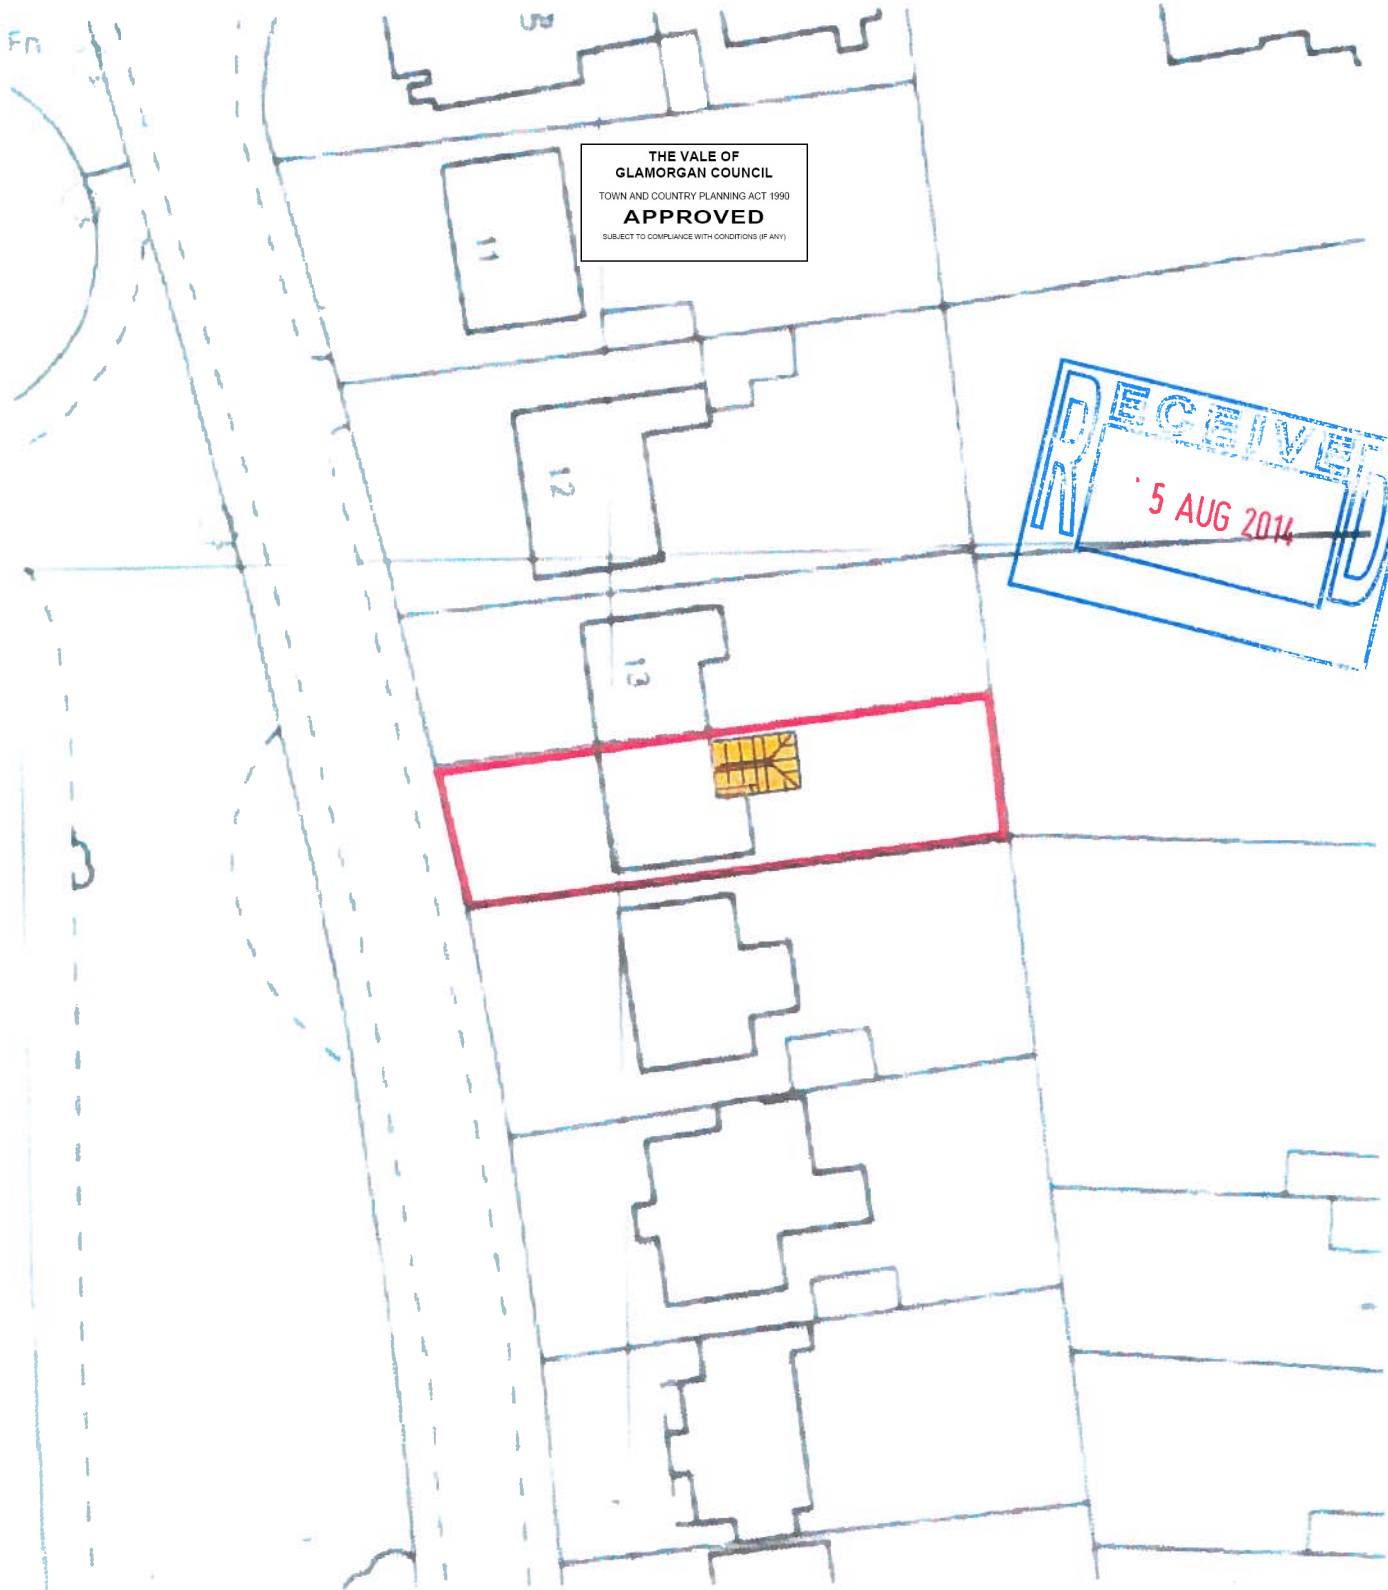 Fn
THE VALE OF
GLAMORGAN COUNCIL
TOWN AND COUNTRY PLANNING ACT 1990
APPROVED
SUBJECT TO COMPLIANCE WITH CONDITIONS (IF ANY)
11
12
RECEIVED
5 AUG 2014
13